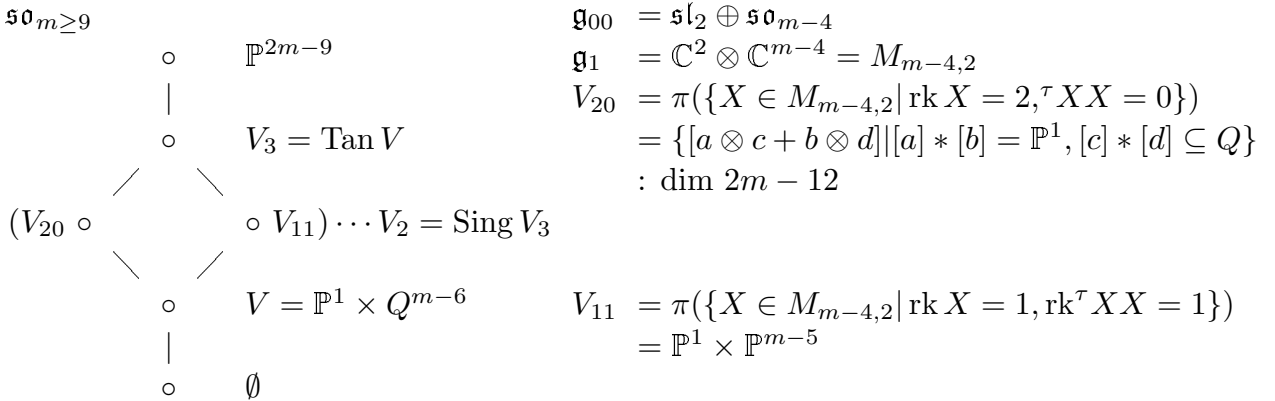 𝔰𝔬_{m≥9}
𝔤_{00} = 𝔰𝔩_2 ⊕ 𝔰𝔬_{m−4}
ℙ^{2m−9}
𝔤_1 = ℂ^2 ⊗ ℂ^{m−4} = M_{m−4,2}
V_{20} = π({X ∈ M_{m−4,2}| rk X = 2, ^τXX = 0})
V_3 = Tan V
= {[a ⊗ c + b ⊗ d]|[a] ∗ [b] = ℙ^1, [c] ∗ [d] ⊆ Q}
: dim 2m − 12
(V_{20} ∘ ∘ V_{11}) ⋯ V_2 = Sing V_3
V = ℙ^1 × Q^{m−6}
V_{11} = π({X ∈ M_{m−4,2}| rk X = 1, rk ^τXX = 1})
= ℙ^1 × ℙ^{m−5}
∅